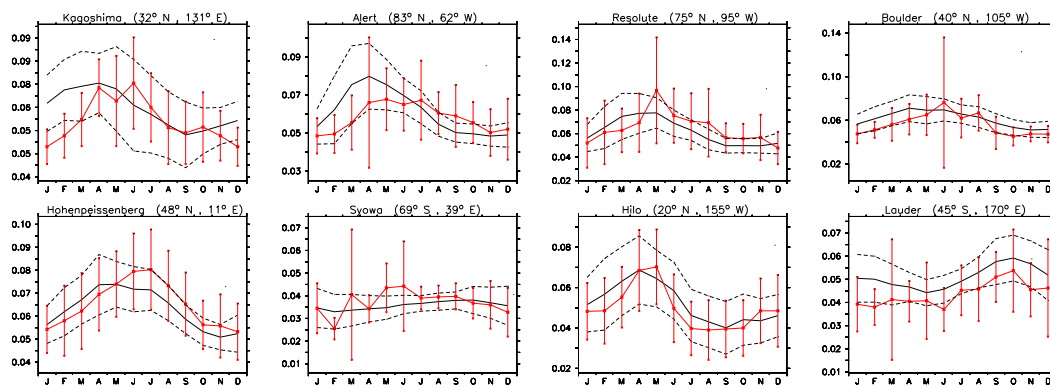 Kagoshima (32° N , 131° E)
0.09
0.08
0.06
0.05
0.04
J F M A M J J A S O N D
Alert (83° N , 62° W)
0.09
0.07
0.05
0.03
J F M A M J J A S O N D
Resolute (75° N , 95° W)
0.14
0.12
0.10
0.08
0.06
0.04
0.02
J F M A M J J A S O N D
Boulder (40° N , 105° W)
0.14
0.10
0.06
0.02
J F M A M J J A S O N D
Hohenpeissenberg (48° N , 11° E)
0.10
0.09
0.08
0.07
0.06
0.05
0.04
J F M A M J J A S O N D
Syowa (69° S , 39° E)
0.07
0.06
0.05
0.04
0.03
0.02
0.01
J F M A M J J A S O N D
Hilo (20° N , 155° W)
0.08
0.06
0.04
0.02
J F M A M J J A S O N D
Lauder (45° S , 170° E)
0.07
0.06
0.05
0.04
0.03
0.02
0.01
J F M A M J J A S O N D